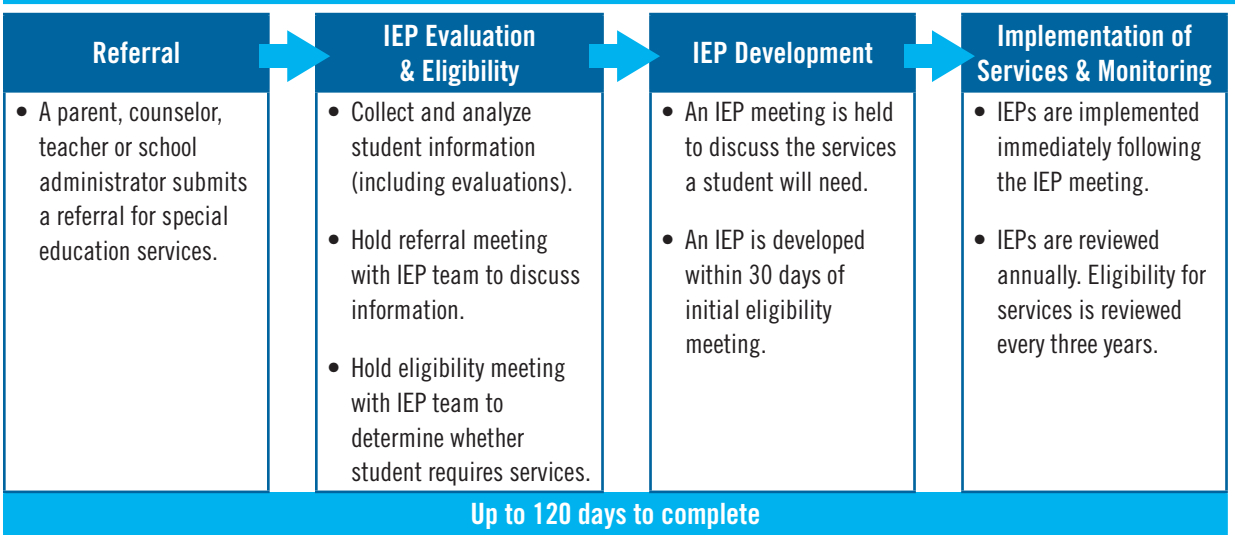 Referral
• A parent, counselor,
teacher or school
administrator submits
a referral for special
education services.
IEP Evaluation
& Eligibility
• Collect and analyze
student information
(including evaluations).
• Hold referral meeting
with IEP team to discuss
information.
• Hold eligibility meeting
with IEP team to
determine whether
student requires services.
IEP Development
• An IEP meeting is held
to discuss the services
a student will need.
• An IEP is developed
within 30 days of
initial eligibility
meeting.
Implementation of
Services & Monitoring
• IEPs are implemented
immediately following
the IEP meeting.
• IEPs are reviewed
annually. Eligibility for
services is reviewed
every three years.
Up to 120 days to complete